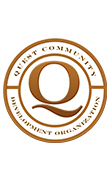 QUEST COMMUNITY
Q
DEVELOPMENT ORGANIZATION